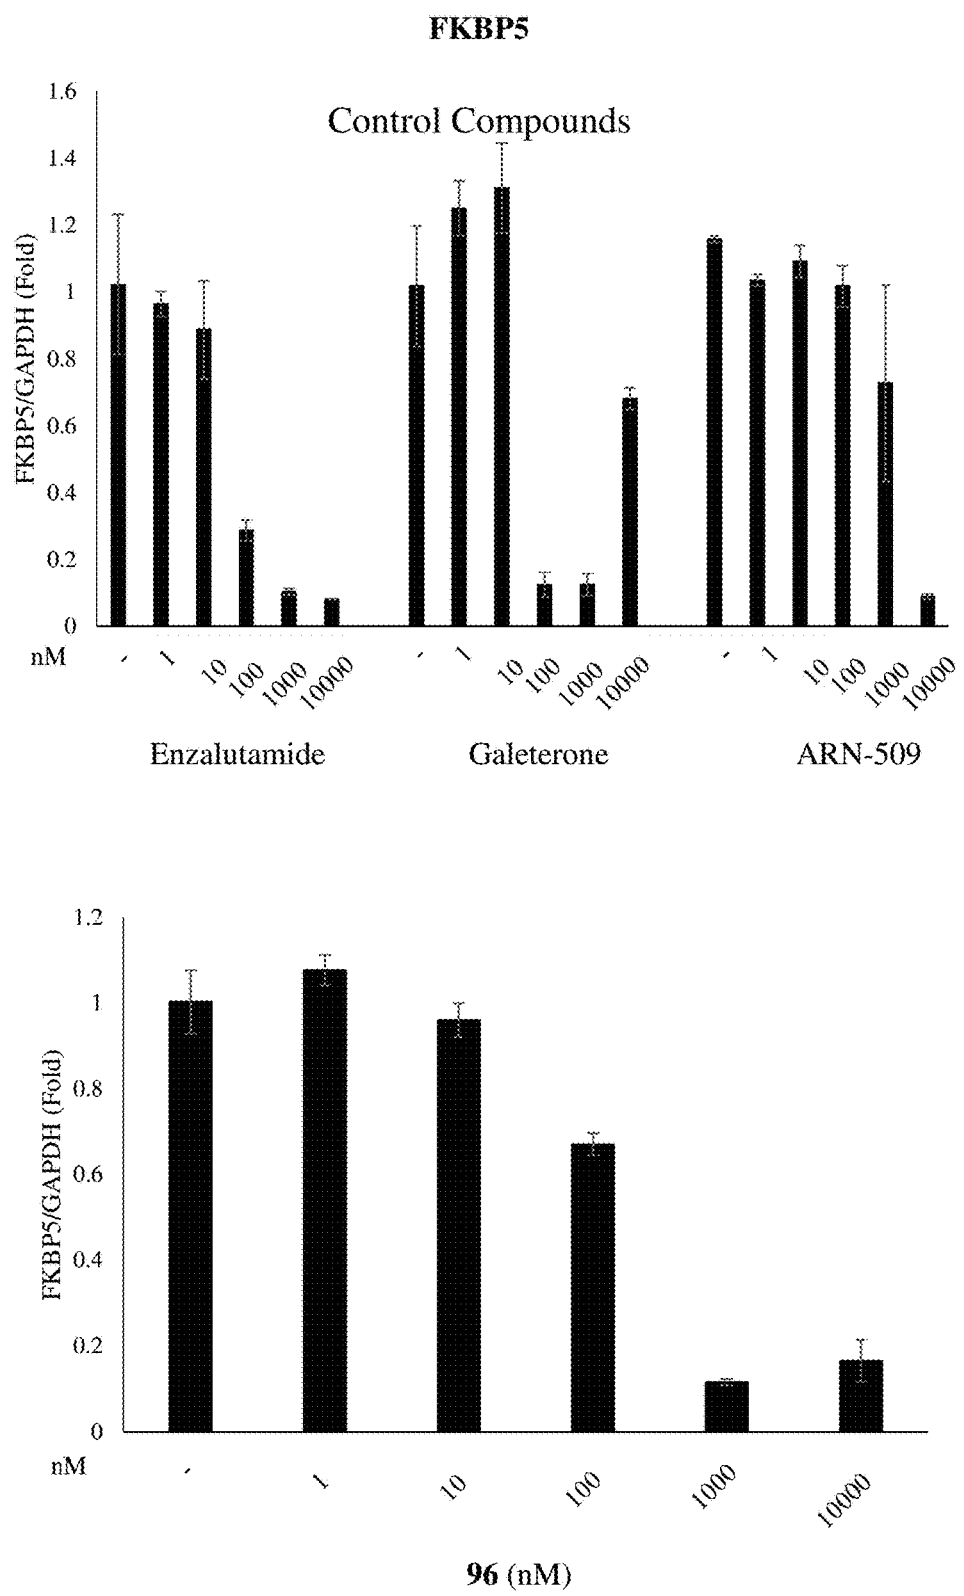 FKBP5
Control Compounds
FKBP5/GAPDH (Fold)
1.6
1.4
1.2
1
0.8
0.6
0.4
0.2
0
nM - 1 10 100 1000 10000 - 1 10 100 1000 10000 - 1 10 100 1000 10000
Enzalutamide Galeterone ARN-509
FKBP5/GAPDH (Fold)
1.2
1
0.8
0.6
0.4
0.2
0
nM - 1 10 100 1000 10000
96 (nM)